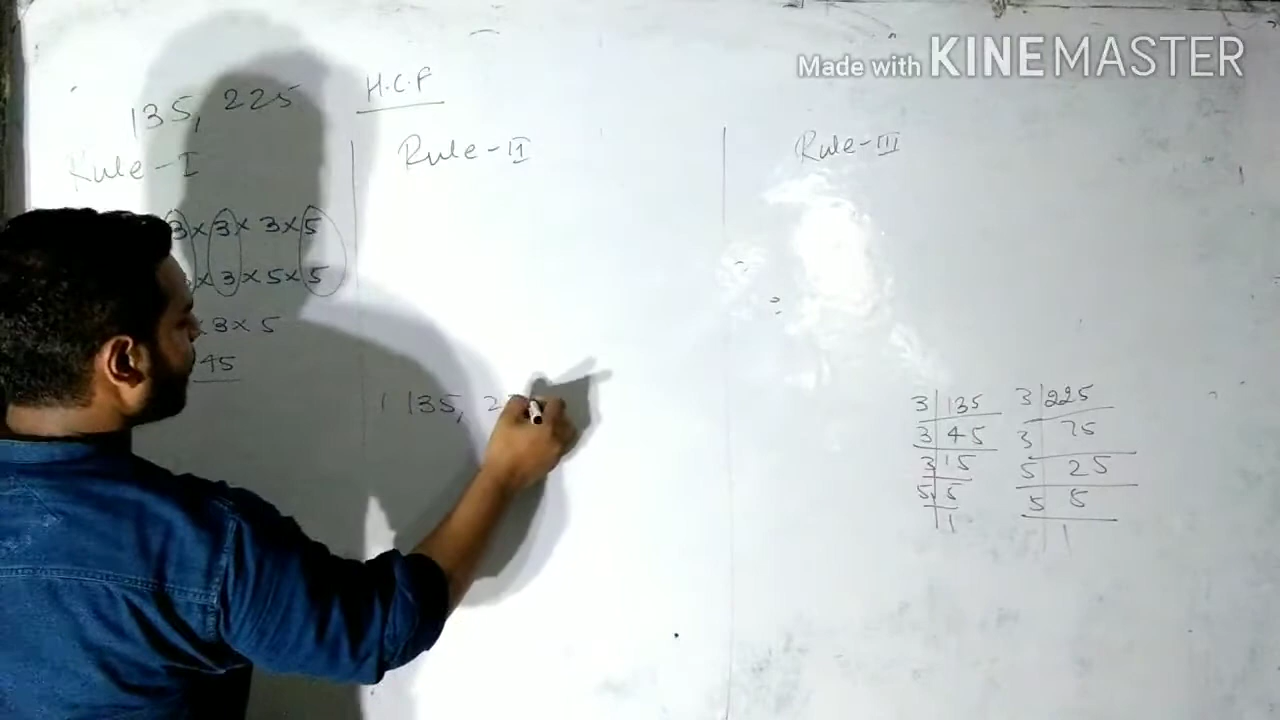 Made with KINEMASTER
135, 225 H.C.F
Rule-I
3 × 3 × 3 × 5
× 3 × 5 × 5
× 3 × 5
45
Rule-II
135, 2
Rule-III
3 | 135
3 | 45
3 | 15
5 | 5
1
3 | 225
3 | 75
5 | 25
5 | 5
1